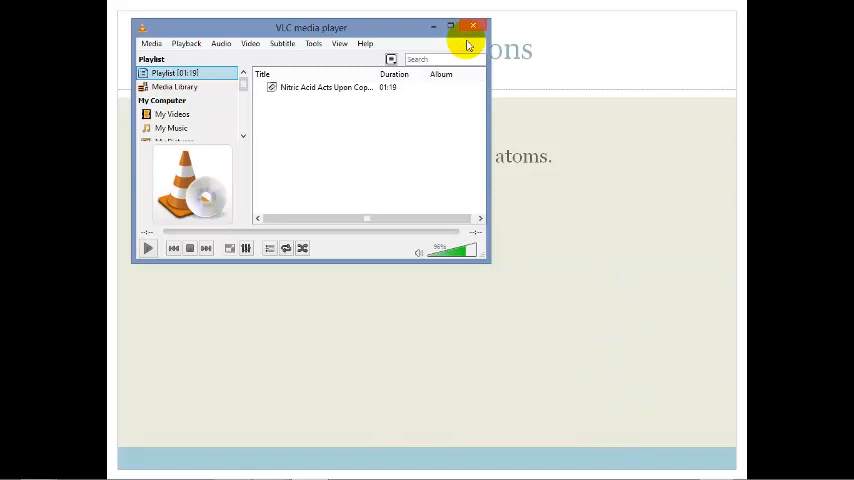 VLC media player
Media Playback Audio Video Subtitle Tools View Help
ons
Playlist
Search
Playlist [01:19]
Title Duration Album
Media Library
Nitric Acid Acts Upon Cop... 01:19
My Computer
My Videos
My Music
atoms.
--:-- --:--
96%